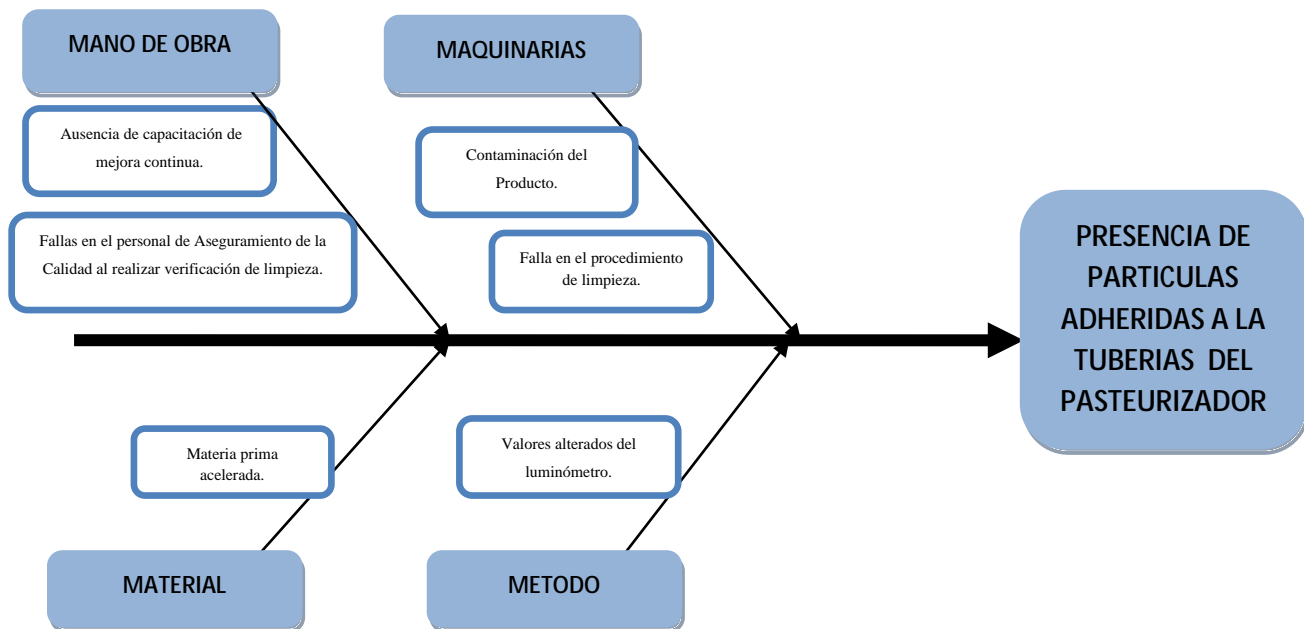 MANO DE OBRA
MAQUINARIAS
Ausencia de capacitación de
mejora continua.
Contaminación del
Producto.
Fallas en el personal de Aseguramiento de la
Calidad al realizar verificación de limpieza.
Falla en el procedimiento
de limpieza.
PRESENCIA DE
PARTICULAS
ADHERIDAS A LA
TUBERIAS DEL
PASTEURIZADOR
Materia prima
acelerada.
Valores alterados del
luminómetro.
MATERIAL
METODO